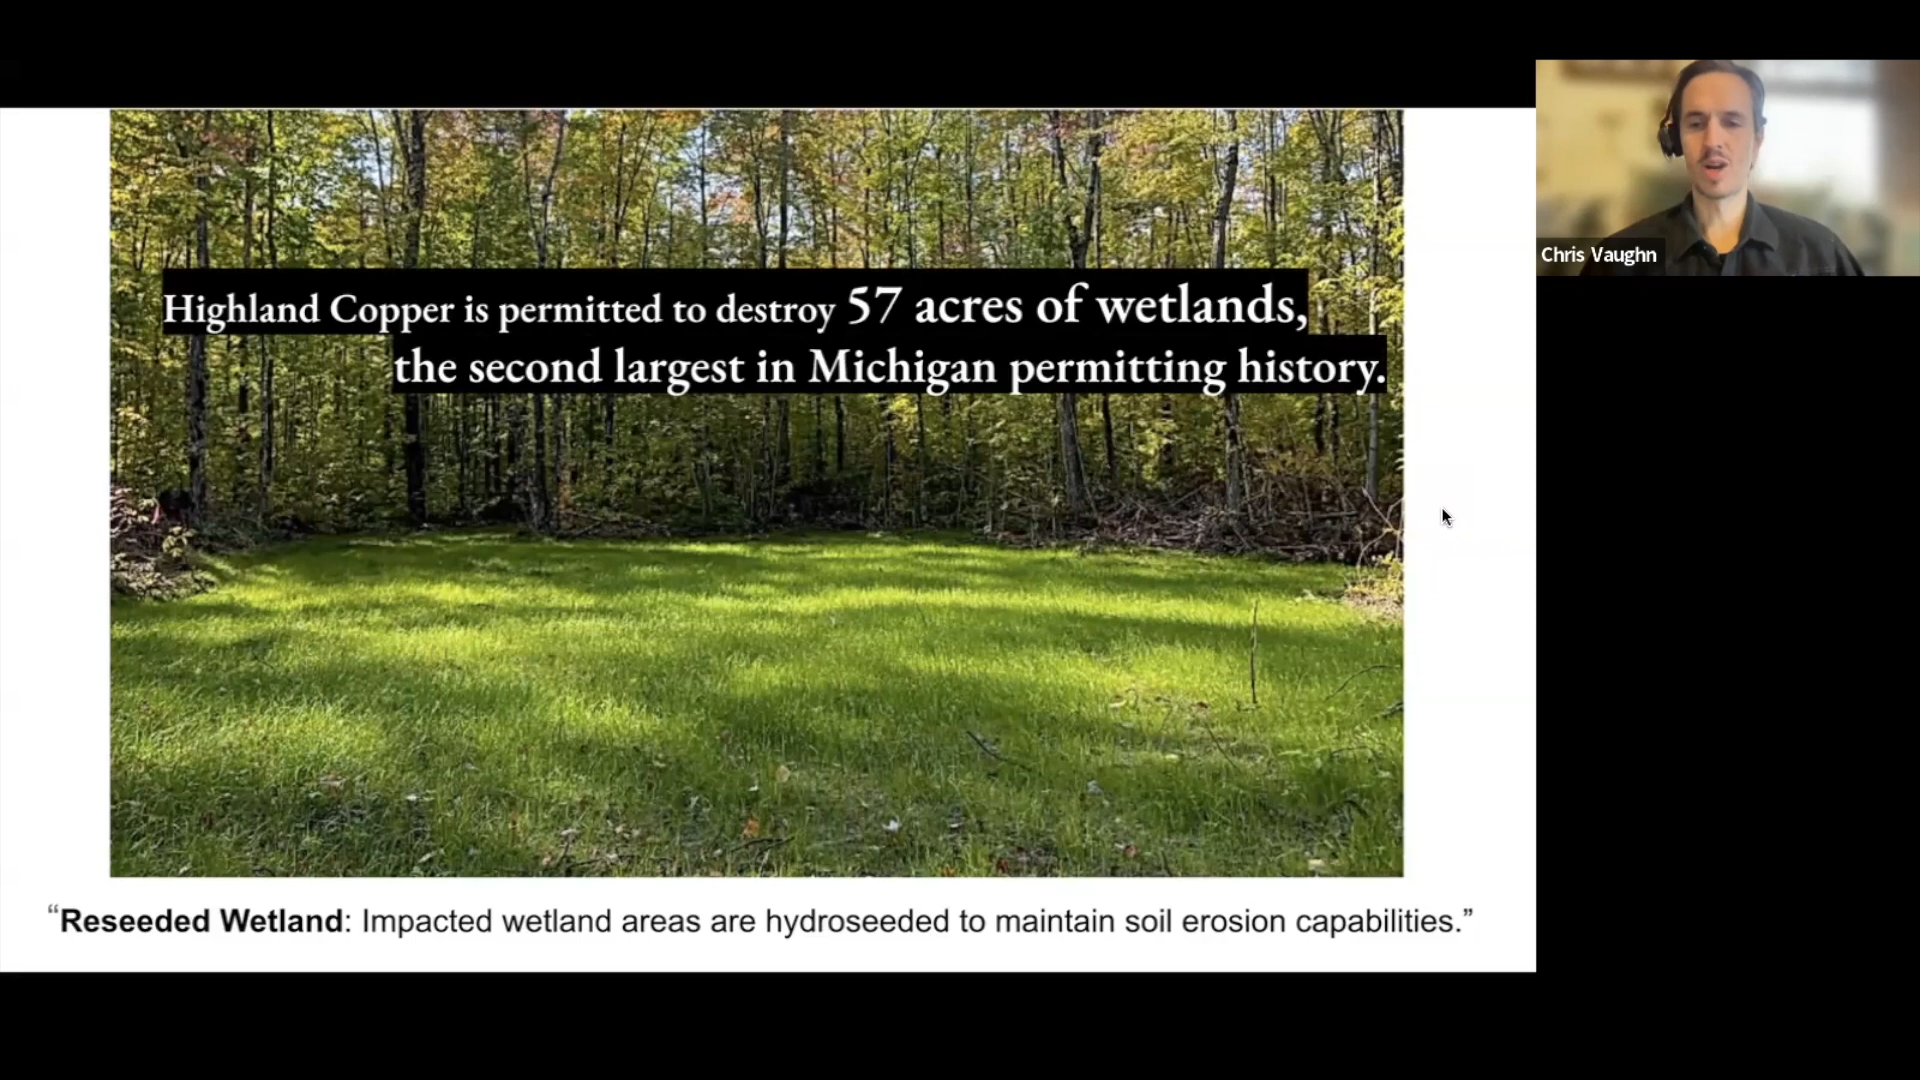 Highland Copper is permitted to destroy 57 acres of wetlands,
the second largest in Michigan permitting history.
Chris Vaughn
“Reseeded Wetland: Impacted wetland areas are hydroseeded to maintain soil erosion capabilities.”